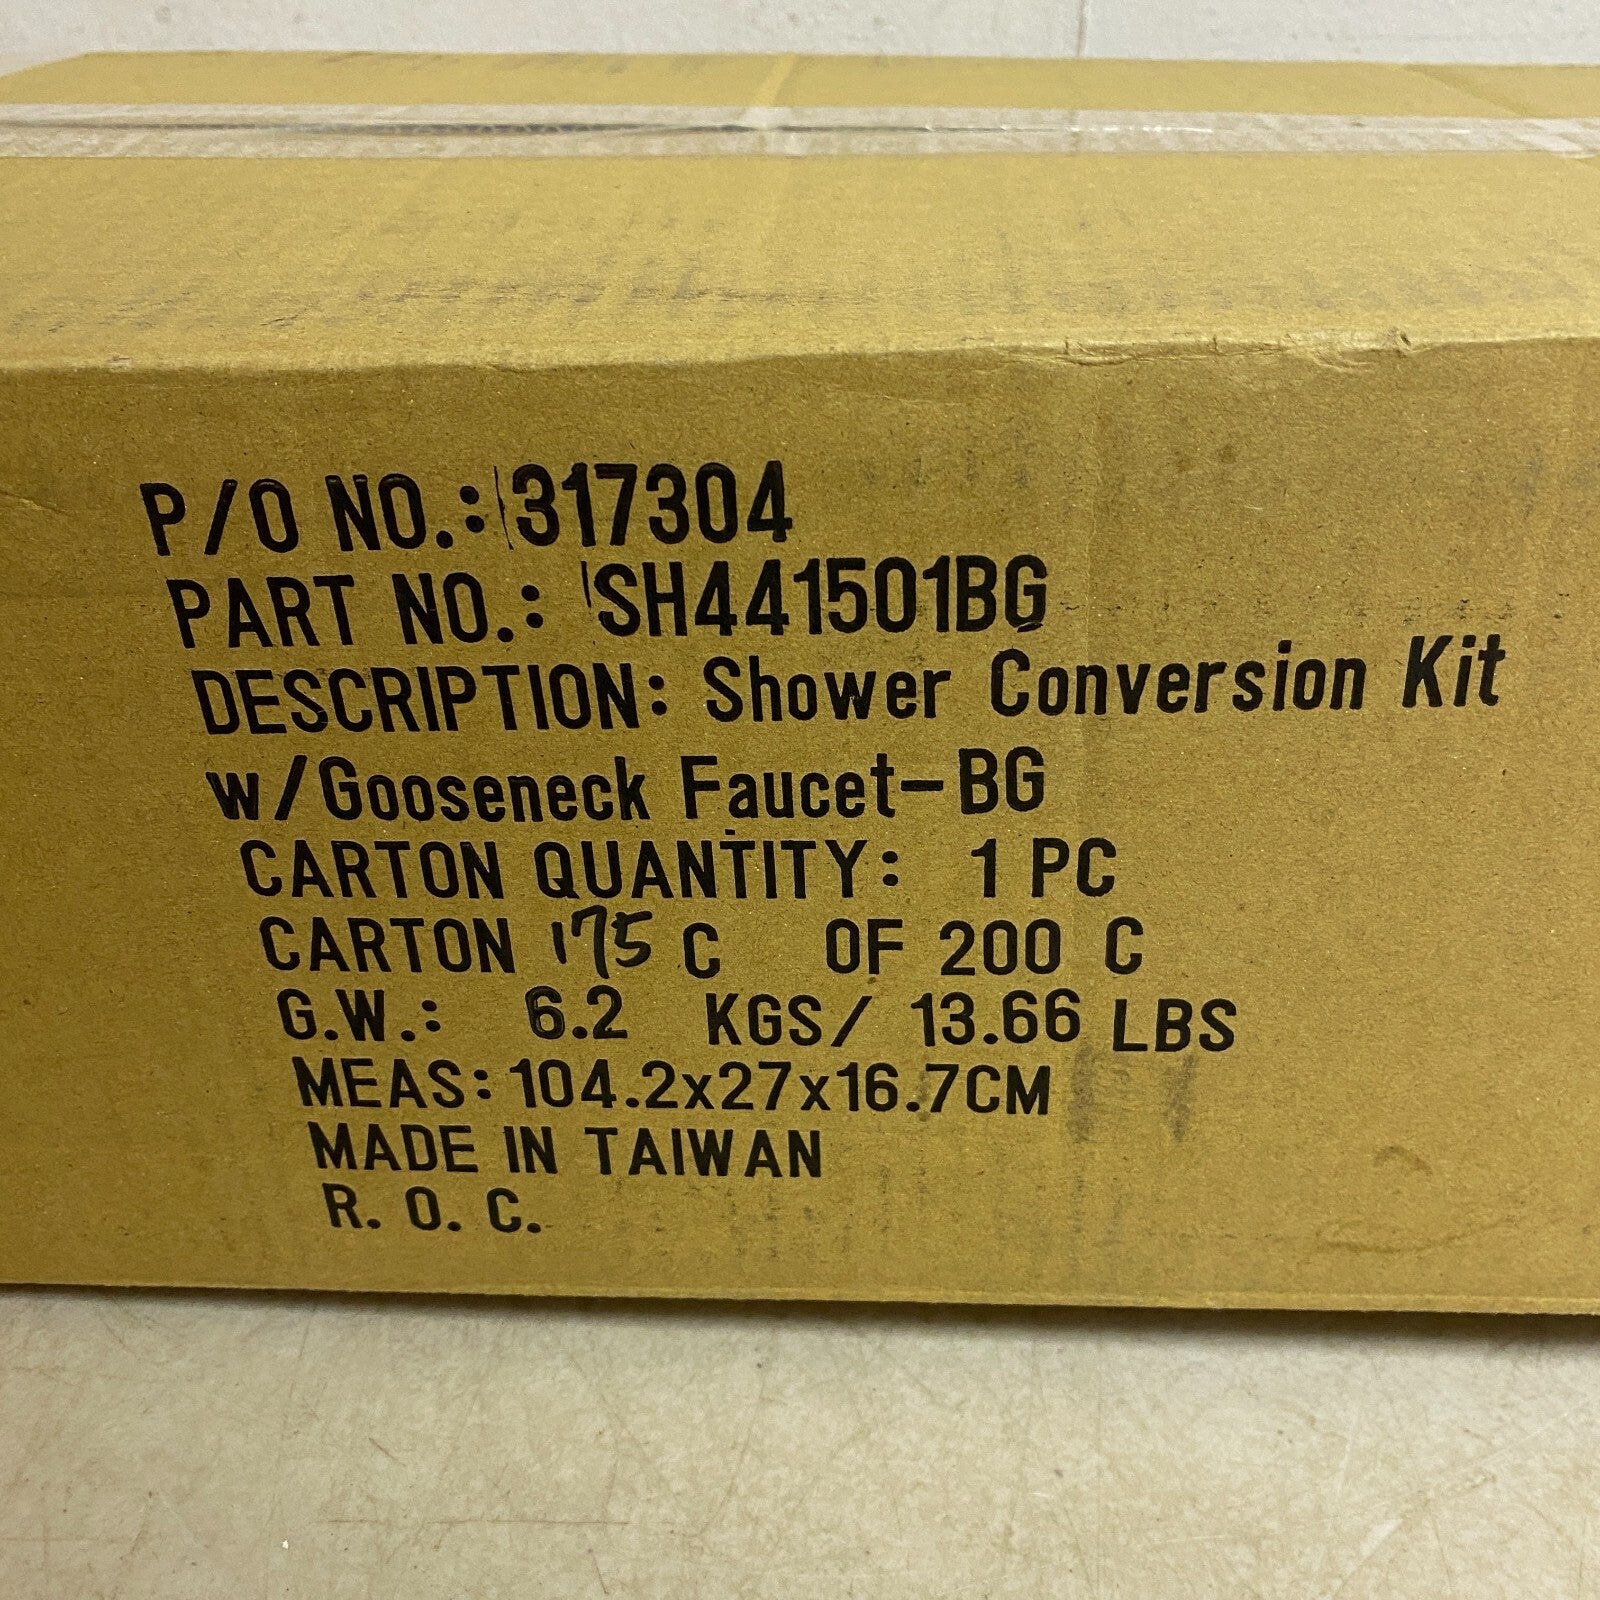 P/O NO.: 317304
PART NO.: SH441501BG
DESCRIPTION: Shower Conversion Kit
w/Gooseneck Faucet-BG
CARTON QUANTITY: 1 PC
CARTON 175 C OF 200 C
G.W.: 6.2 KGS/ 13.66 LBS
MEAS: 104.2x27x16.7CM
MADE IN TAIWAN
R. O. C.